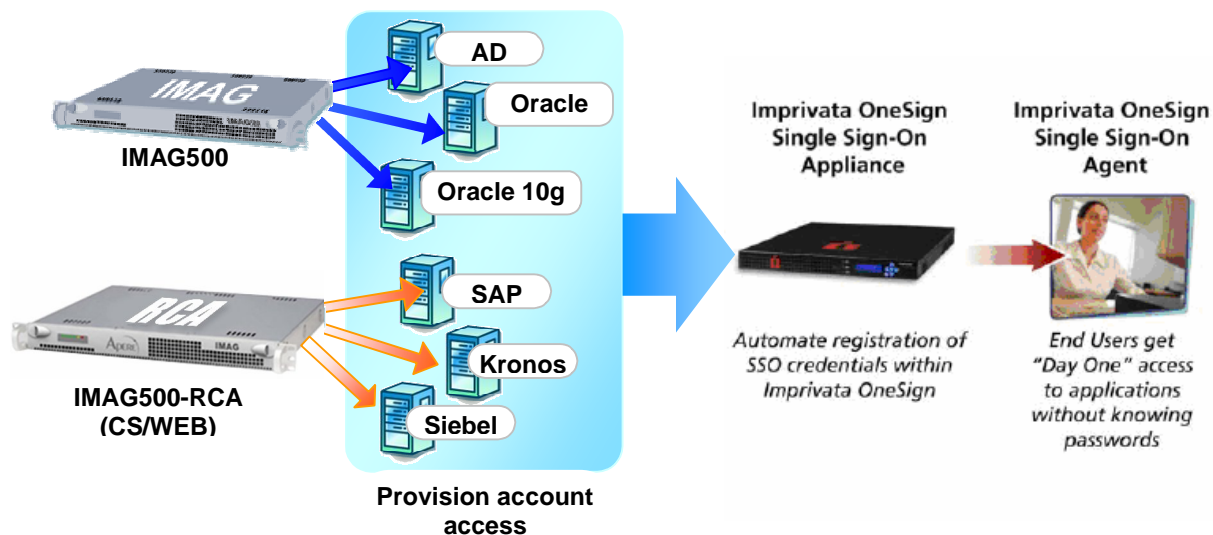 IMAG
IMAG500
AD
Oracle
Oracle 10g
RCA
APERE
IMAG
IMAG500-RCA
(CS/WEB)
SAP
Kronos
Siebel
Provision account
access
Imprivata OneSign
Single Sign-On
Appliance
Automate registration of
SSO credentials within
Imprivata OneSign
Imprivata OneSign
Single Sign-On
Agent
End Users get
"Day One" access
to applications
without knowing
passwords